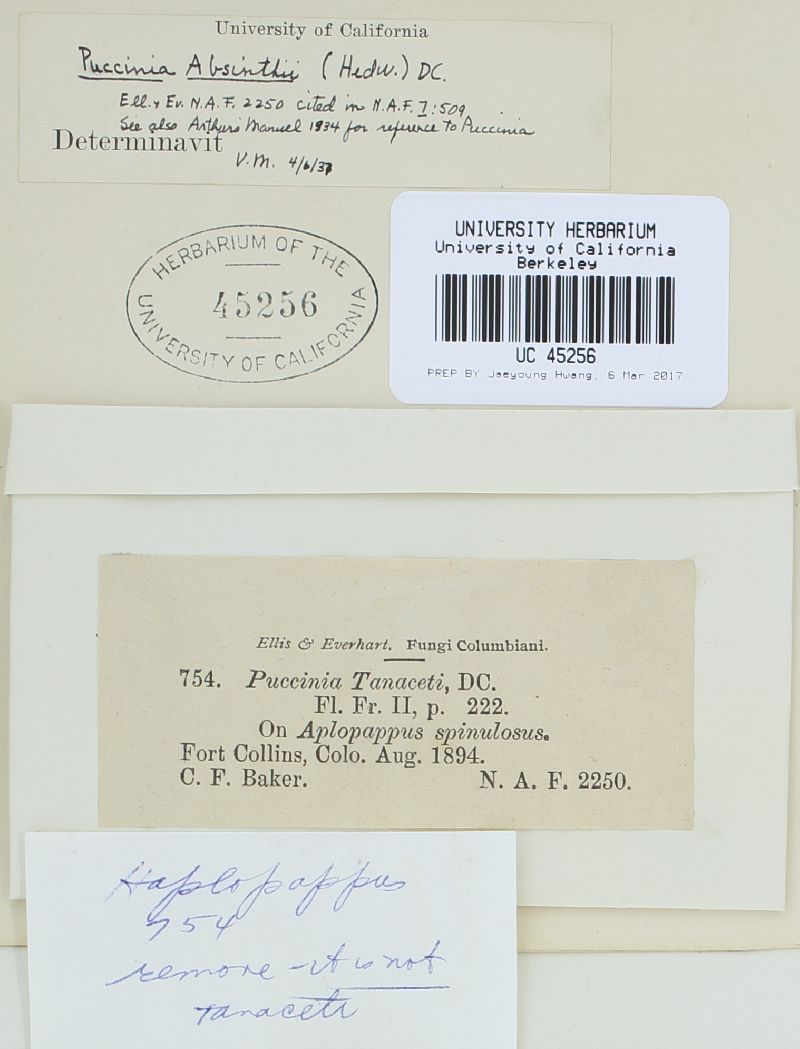 University of California
Puccinia Absinthii (Hedw.) DC.
Ell. & Ev. N.A.F. 2250 cited in N.A.F. 7:509
See also Arthur's Manual 1934 for reference to Puccinia
Determinavit
V.M. 4/6/37
HERBARIUM OF THE
45256
UNIVERSITY OF CALIFORNIA
UNIVERSITY HERBARIUM
University of California
Berkeley
UC 45256
PREP BY Jaeyoung Hwang, 6 Mar 2017
Ellis & Everhart. Fungi Columbiani.
754. Puccinia Tanaceti, DC.
Fl. Fr. II, p. 222.
On Aplopappus spinulosus.
Fort Collins, Colo. Aug. 1894.
C. F. Baker. N. A. F. 2250.
Haplopappus
754
remove - it is not
tanaceti